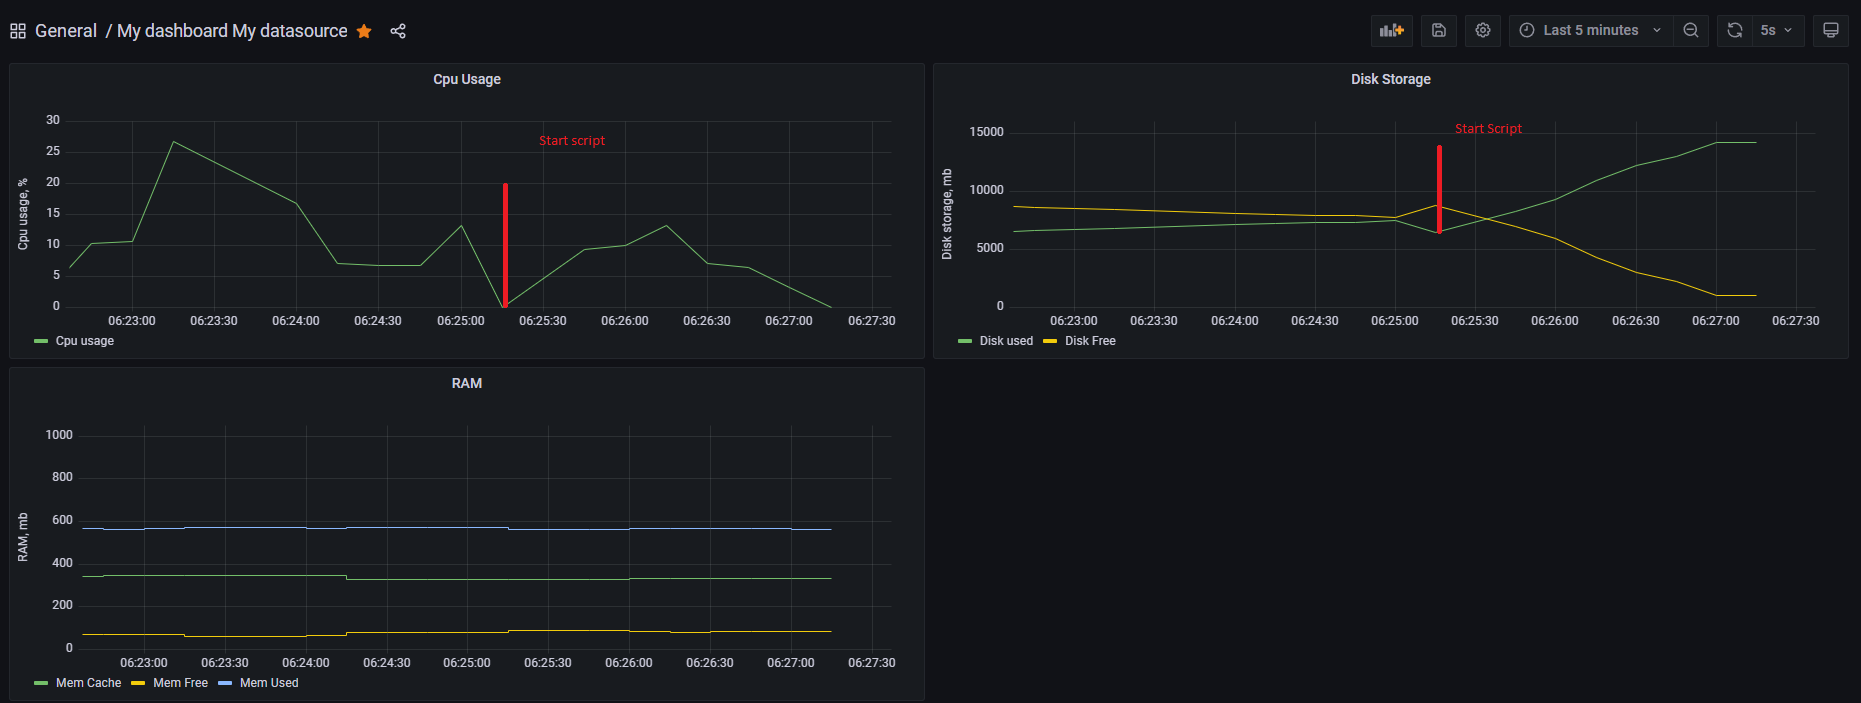 General / My dashboard My datasource
Last 5 minutes
5s
Cpu Usage
Cpu usage, %
30
25
20
15
10
5
0
Start script
06:23:00 06:23:30 06:24:00 06:24:30 06:25:00 06:25:30 06:26:00 06:26:30 06:27:00 06:27:30
Cpu usage
Disk Storage
Disk storage, mb
15000
10000
5000
0
Start Script
06:23:00 06:23:30 06:24:00 06:24:30 06:25:00 06:25:30 06:26:00 06:26:30 06:27:00 06:27:30
Disk used Disk Free
RAM
RAM, mb
1000
800
600
400
200
0
06:23:00 06:23:30 06:24:00 06:24:30 06:25:00 06:25:30 06:26:00 06:26:30 06:27:00 06:27:30
Mem Cache Mem Free Mem Used